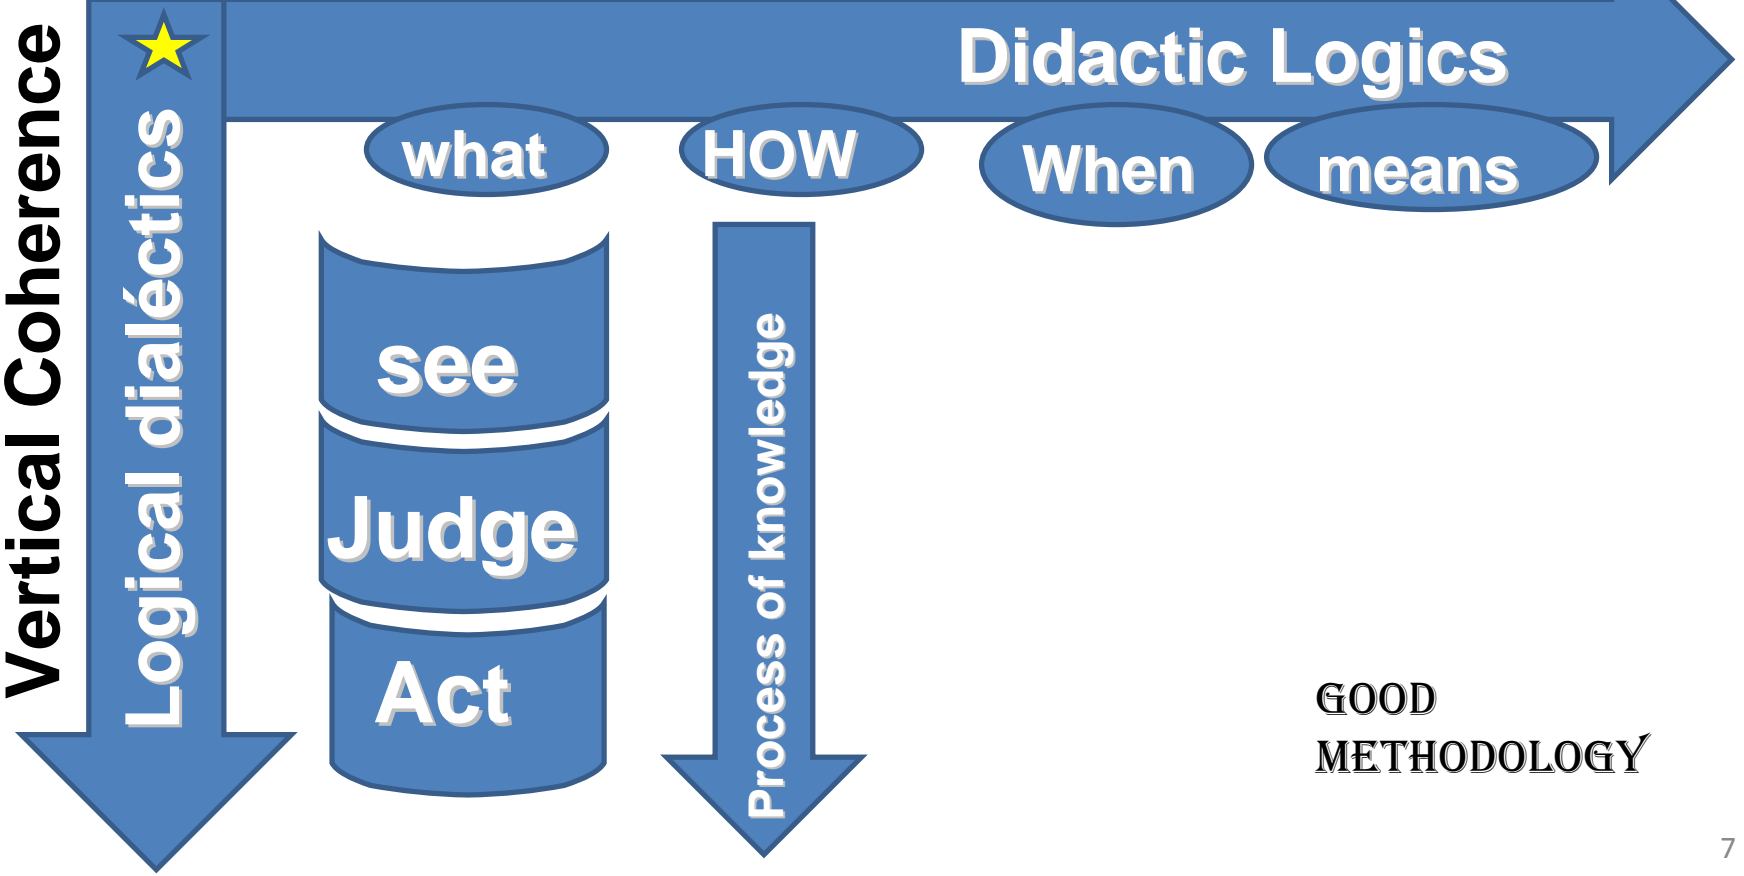 Vertical Coherence
Logical dialéctics
Didactic Logics
what
HOW
When
means
see
Judge
Act
Process of knowledge
GOOD
METHODOLOGY
7